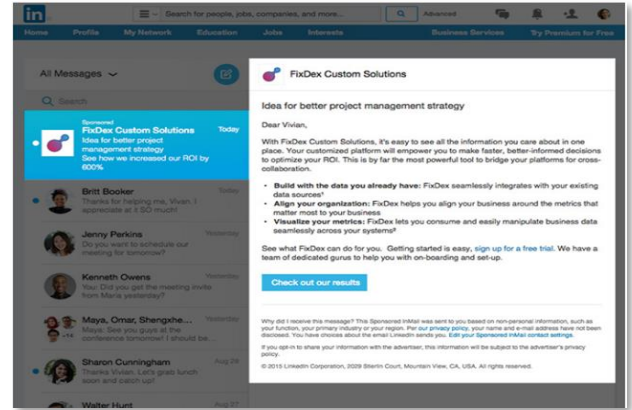 in
Search for people, jobs, companies, and more...
Advanced
Home Profile My Network Education Jobs Interests Business Services Try Premium for Free
All Messages
Search
Sponsored
FixDex Custom Solutions Today
Idea for better project
management strategy
See how we increased our ROI by
600%
Britt Booker Today
Thanks for helping me, Vivan. I
appreciate it SO much!
Jenny Perkins Yesterday
Do you want to schedule our
meeting for tomorrow?
Kenneth Owens Yesterday
You: Did you get the meeting invite
from Maria yesterday?
Maya, Omar, Shengxhe... Yesterday
Maya: See you guys at the
conference tomorrow! I should be...
Sharon Cunningham Aug 28
Thanks Vivian. Let's grab lunch
soon and catch up!
Walter Hunt Aug 27
FixDex Custom Solutions
Idea for better project management strategy
Dear Vivian,
With FixDex Custom Solutions, it's easy to see all the information you care about in one
place. Your customized platform will empower you to make faster, better-informed decisions
to optimize your ROI. This is by far the most powerful tool to bridge your platforms for cross-
collaboration.
• Build with the data you already have: FixDex seamlessly integrates with your existing
data sources¹
• Align your organization: FixDex helps you align your business around the metrics that
matter most to your business
• Visualize your metrics: FixDex lets you consume and easily manipulate business data
seamlessly across your systems²
See what FixDex can do for you. Getting started is easy, sign up for a free trial. We have a
team of dedicated gurus to help you with on-boarding and set-up.
Check out our results
Why did I receive this message? This Sponsored InMail was sent to you based on non-personal information, such as
your function, your primary industry or your region. Per our privacy policy, your name and e-mail address have not been
disclosed. You have choices about the email LinkedIn sends you. Edit your Sponsored InMail contact settings.
If you opt-in to share your information with the advertiser, this information will be subject to the advertiser's privacy
policy.
© 2015 LinkedIn Corporation, 2029 Stierlin Court, Mountain View, CA, USA. All rights reserved.